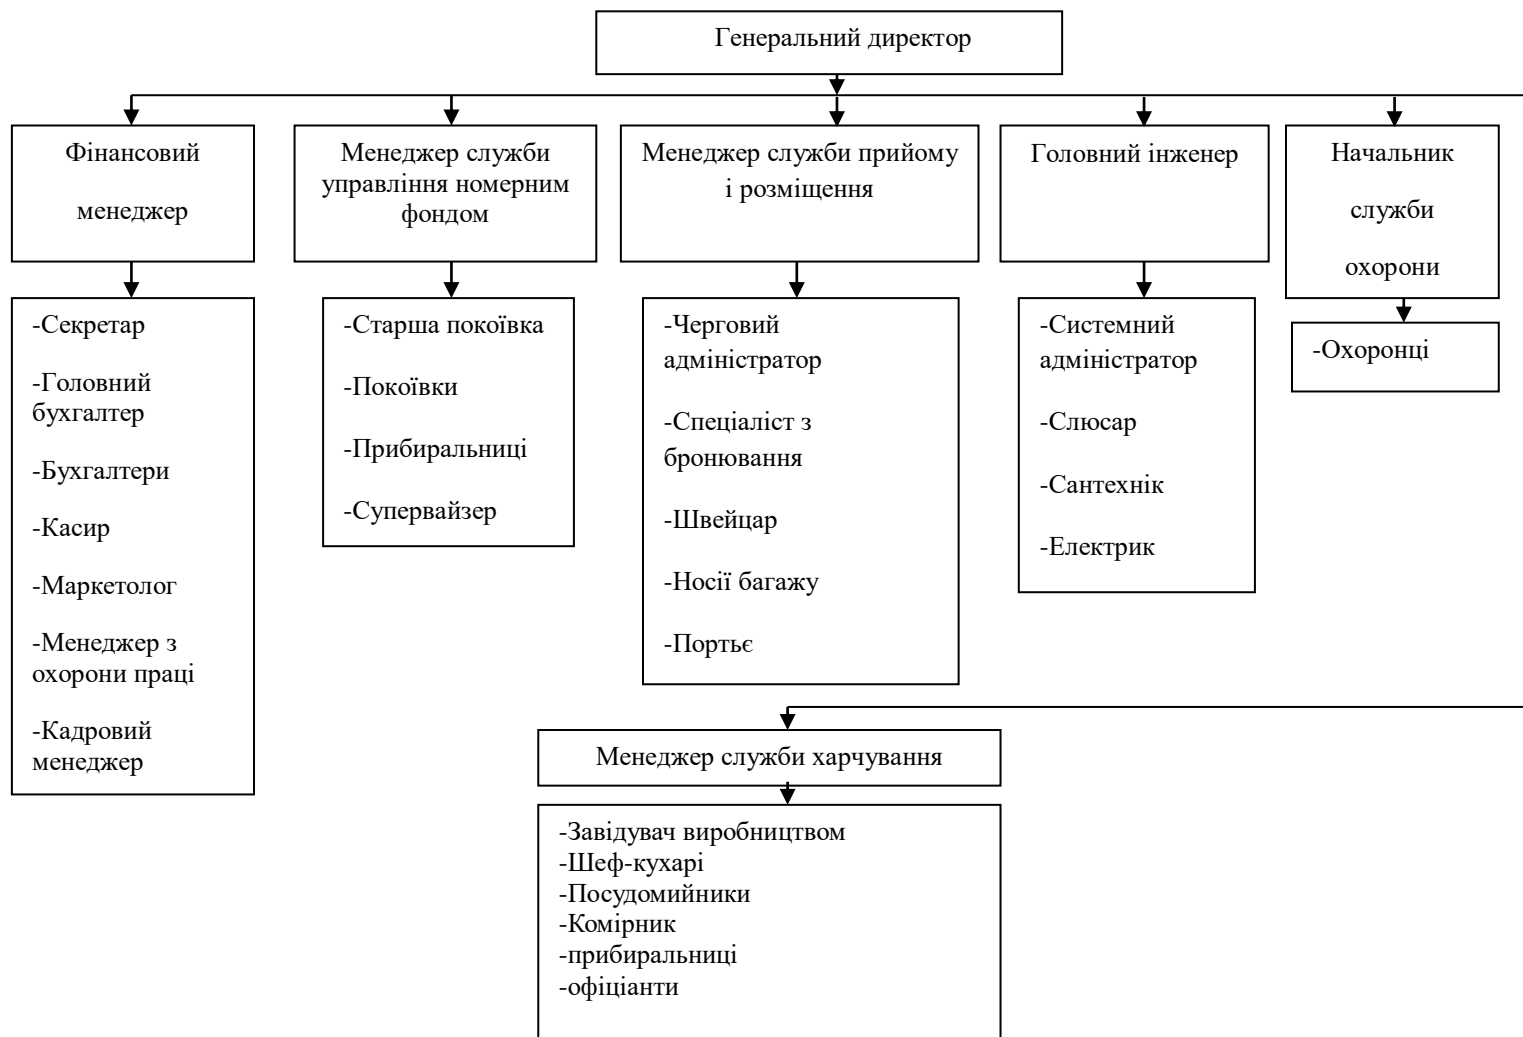 Генеральний директор
Фінансовий
менеджер
Менеджер служби
управління номерним
фондом
Менеджер служби прийому
і розміщення
Головний інженер
Начальник
служби
охорони
-Секретар
-Головний
бухгалтер
-Бухгалтери
-Касир
-Маркетолог
-Менеджер з
охорони праці
-Кадровий
менеджер
-Старша покоївка
-Покоївки
-Прибиральниці
-Супервайзер
-Черговий
адміністратор
-Спеціаліст з
бронювання
-Швейцар
-Носії багажу
-Портьє
-Системний
адміністратор
-Слюсар
-Сантехнік
-Електрик
-Охоронці
Менеджер служби харчування
-Завідувач виробництвом
-Шеф-кухарі
-Посудомийники
-Комірник
-прибиральниці
-офіціанти